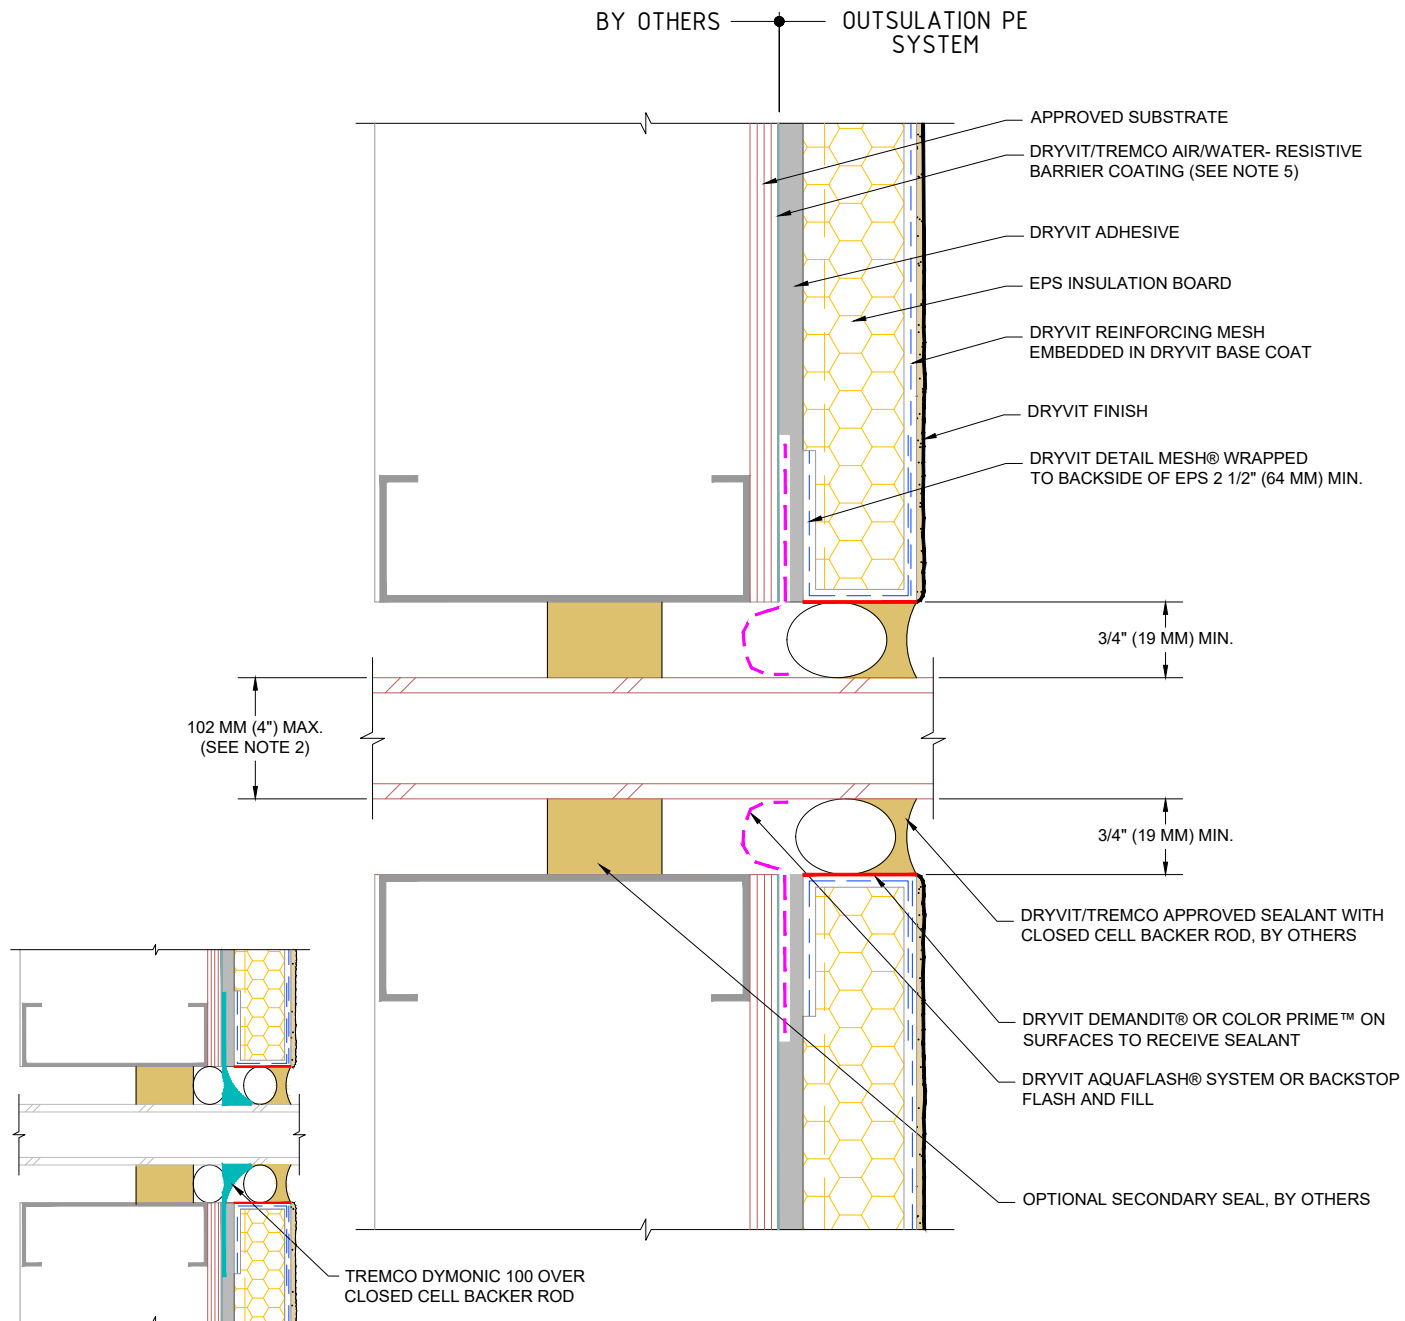 BY OTHERS
OUTSULATION PE
SYSTEM
APPROVED SUBSTRATE
DRYVIT/TREMCO AIR/WATER- RESISTIVE
BARRIER COATING (SEE NOTE 5)
DRYVIT ADHESIVE
EPS INSULATION BOARD
DRYVIT REINFORCING MESH
EMBEDDED IN DRYVIT BASE COAT
DRYVIT FINISH
DRYVIT DETAIL MESH® WRAPPED
TO BACKSIDE OF EPS 2 1/2" (64 MM) MIN.
3/4" (19 MM) MIN.
102 MM (4") MAX.
(SEE NOTE 2)
3/4" (19 MM) MIN.
DRYVIT/TREMCO APPROVED SEALANT WITH
CLOSED CELL BACKER ROD, BY OTHERS
DRYVIT DEMANDIT® OR COLOR PRIME™ ON
SURFACES TO RECEIVE SEALANT
DRYVIT AQUAFLASH® SYSTEM OR BACKSTOP
FLASH AND FILL
OPTIONAL SECONDARY SEAL, BY OTHERS
TREMCO DYMONIC 100 OVER
CLOSED CELL BACKER ROD